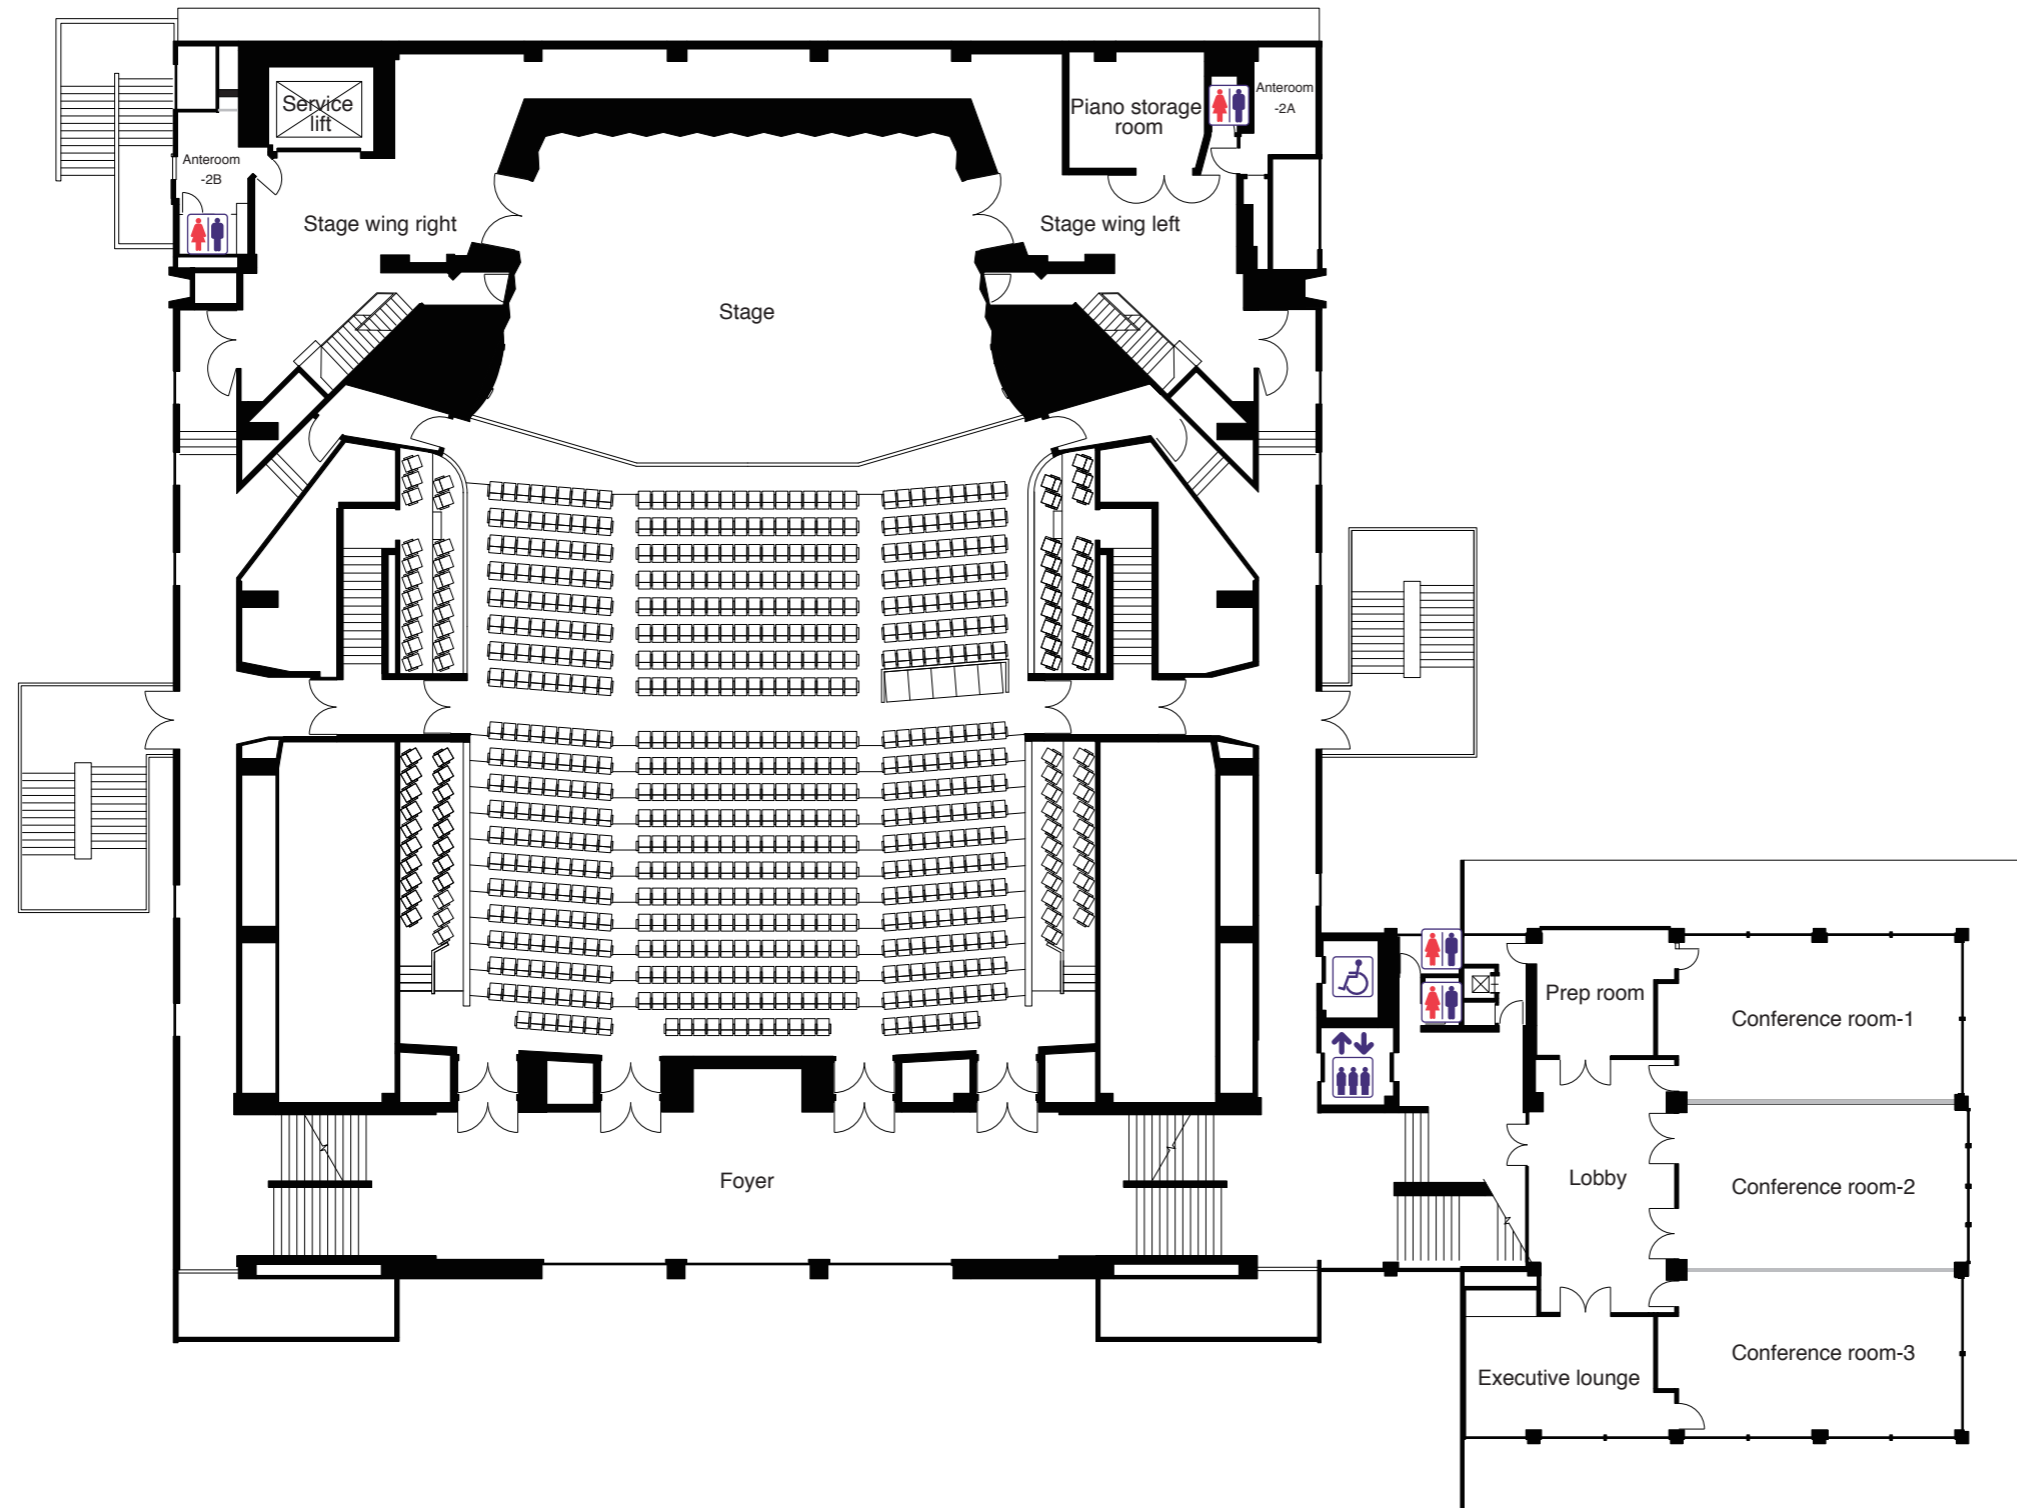 Service
lift
Piano storage
room
Anteroom
-2A
Anteroom
-2B
Stage wing right
Stage wing left
Stage
Prep room
Conference room-1
Foyer
Lobby
Conference room-2
Executive lounge
Conference room-3